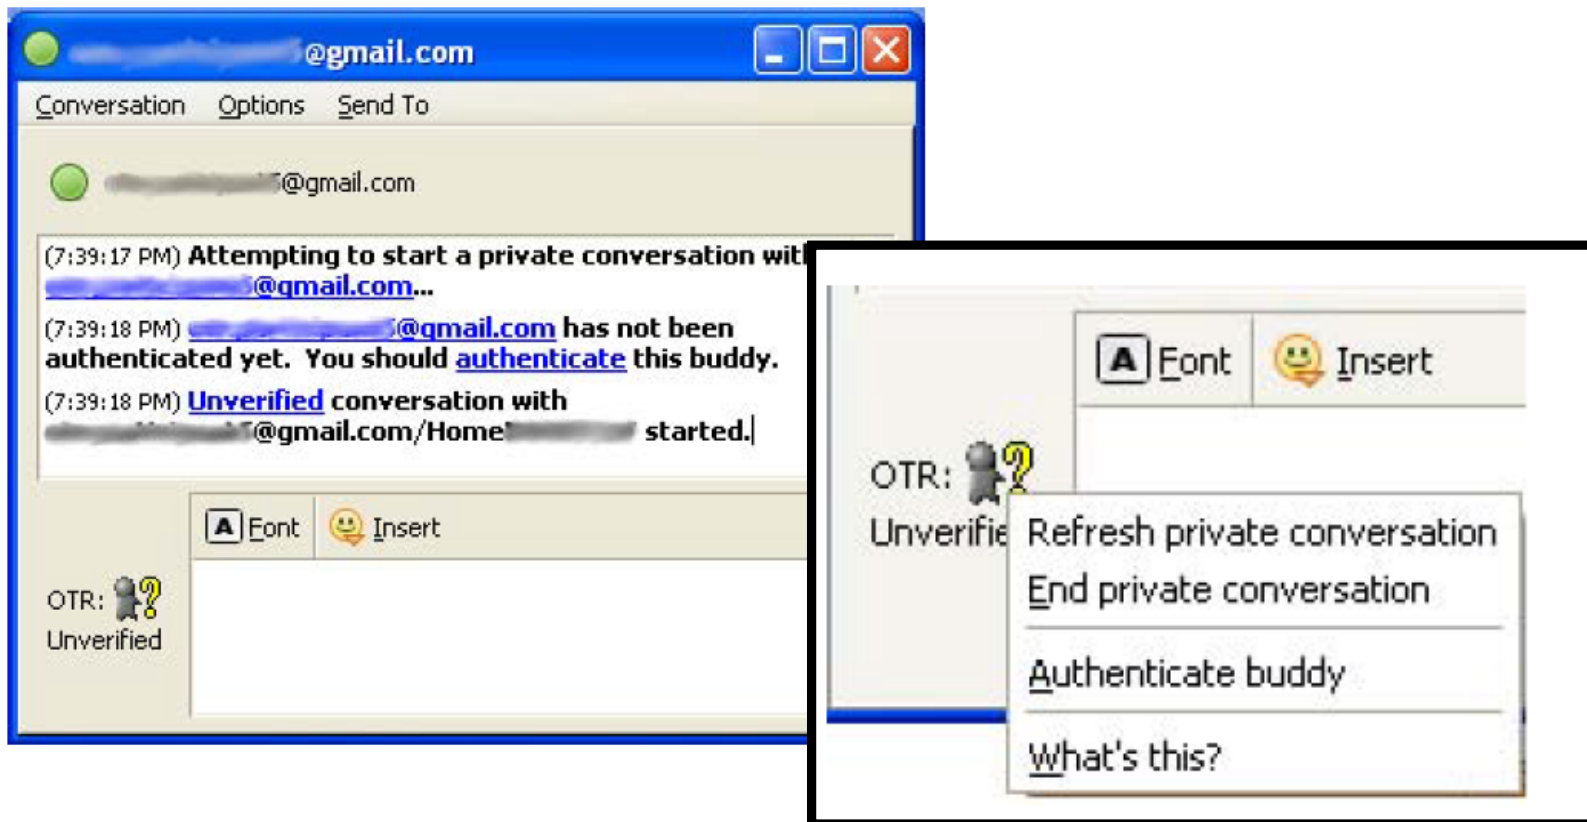 @gmail.com
Conversation Options Send To
@gmail.com
(7:39:17 PM) Attempting to start a private conversation with
@gmail.com...
(7:39:18 PM) @gmail.com has not been
authenticated yet. You should authenticate this buddy.
(7:39:18 PM) Unverified conversation with
@gmail.com/Home started.
A Font Insert
OTR: ?
Unverified
A Font Insert
OTR: ?
Refresh private conversation
End private conversation
Authenticate buddy
What's this?